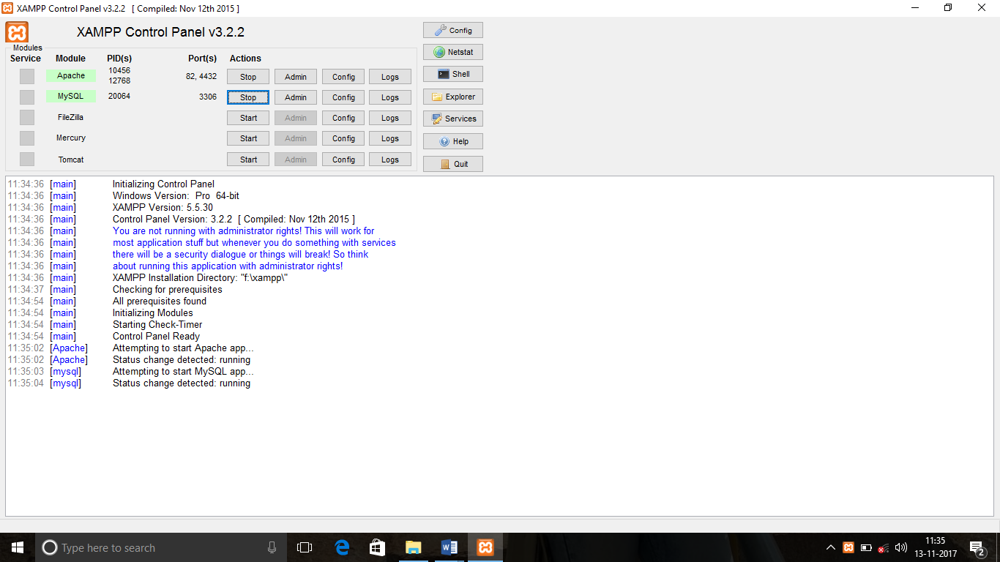 XAMPP Control Panel v3.2.2 [ Compiled: Nov 12th 2015 ]
XAMPP Control Panel v3.2.2
Modules
Service Module PID(s) Port(s) Actions
Apache 10456 12768 82, 4432 Stop Admin Config Logs
MySQL 20064 3306 Stop Admin Config Logs
FileZilla Start Admin Config Logs
Mercury Start Admin Config Logs
Tomcat Start Admin Config Logs
Config
Netstat
Shell
Explorer
Services
Help
Quit
11:34:36 [main] Initializing Control Panel
11:34:36 [main] Windows Version: Pro 64-bit
11:34:36 [main] XAMPP Version: 5.5.30
11:34:36 [main] Control Panel Version: 3.2.2 [ Compiled: Nov 12th 2015 ]
11:34:36 [main] You are not running with administrator rights! This will work for
11:34:36 [main] most application stuff but whenever you do something with services
11:34:36 [main] there will be a security dialogue or things will break! So think
11:34:36 [main] about running this application with administrator rights!
11:34:36 [main] XAMPP Installation Directory: "f:\xampp\"
11:34:37 [main] Checking for prerequisites
11:34:54 [main] All prerequisites found
11:34:54 [main] Initializing Modules
11:34:54 [main] Starting Check-Timer
11:34:54 [main] Control Panel Ready
11:35:02 [Apache] Attempting to start Apache app...
11:35:02 [Apache] Status change detected: running
11:35:03 [mysql] Attempting to start MySQL app...
11:35:04 [mysql] Status change detected: running
Type here to search
11:35
13-11-2017
2